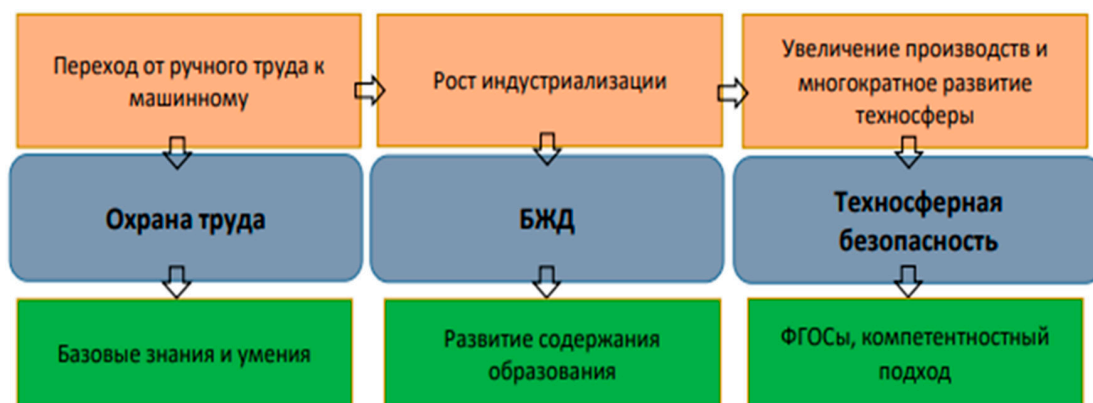 Переход от ручного труда к
машинному
Рост индустриализации
Увеличение производств и
многократное развитие
техносферы
Охрана труда
БЖД
Техносферная
безопасность
Базовые знания и умения
Развитие содержания
образования
ФГОСы, компетентностный
подход